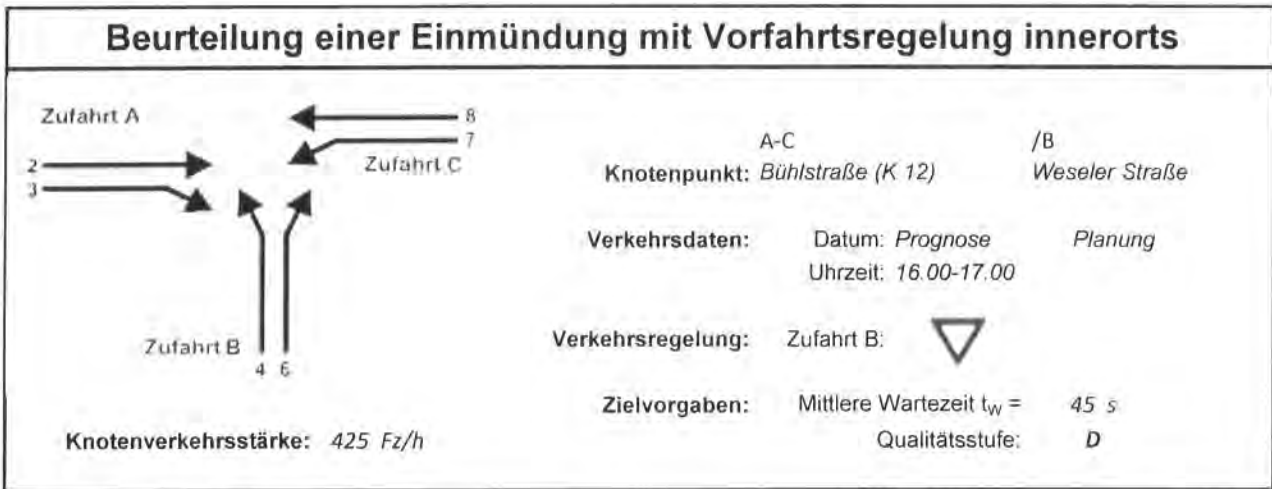 Beurteilung einer Einmündung mit Vorfahrtsregelung innerorts
Zufahrt A
8
7
Zufahrt C
2
3
Zufahrt B
4 6
Knotenverkehrsstärke: 425 Fz/h
A-C /B
Knotenpunkt: Bühlstraße (K 12) Weseler Straße
Verkehrsdaten: Datum: Prognose Planung
Uhrzeit: 16.00-17.00
Verkehrsregelung: Zufahrt B:
Zielvorgaben: Mittlere Wartezeit tw = 45 s
Qualitätsstufe: D